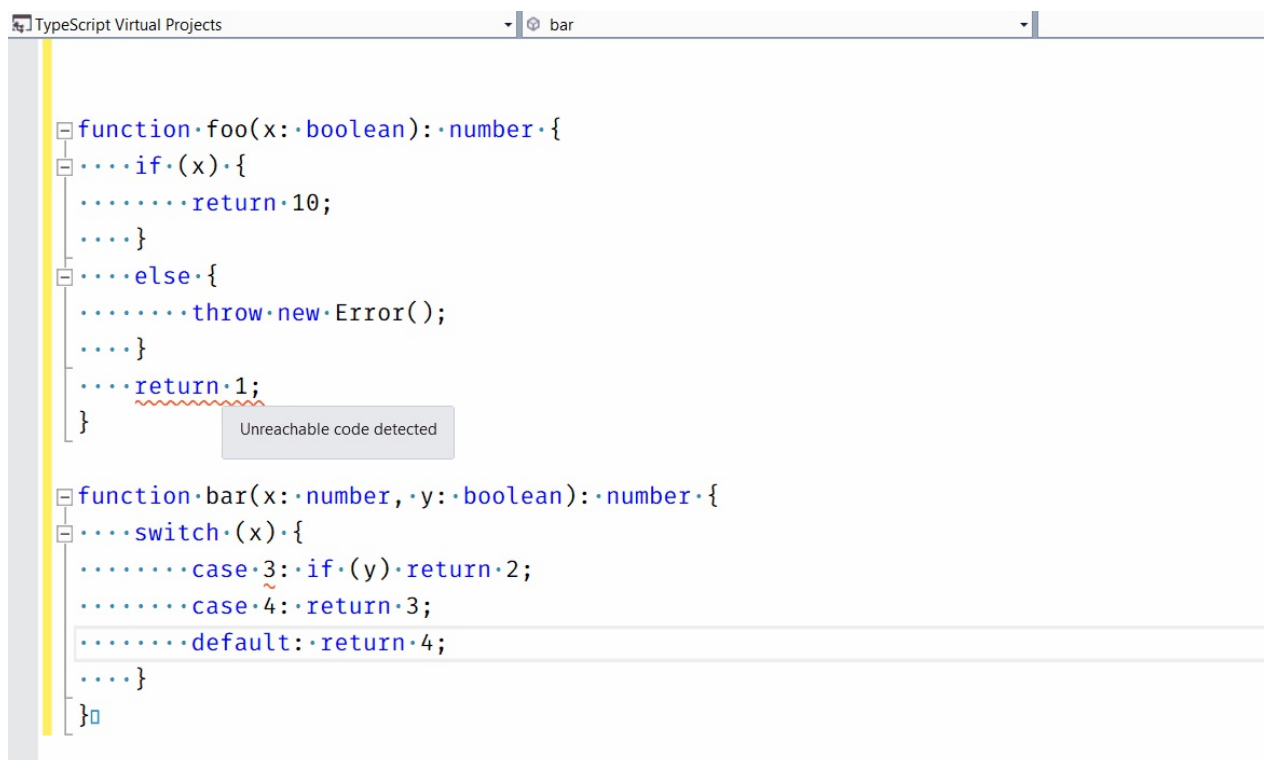 TypeScript Virtual Projects bar
function foo(x: boolean): number {
    if (x) {
        return 10;
    }
    else {
        throw new Error();
    }
    return 1;
}
Unreachable code detected
function bar(x: number, y: boolean): number {
    switch (x) {
        case 3: if (y) return 2;
        case 4: return 3;
        default: return 4;
    }
}